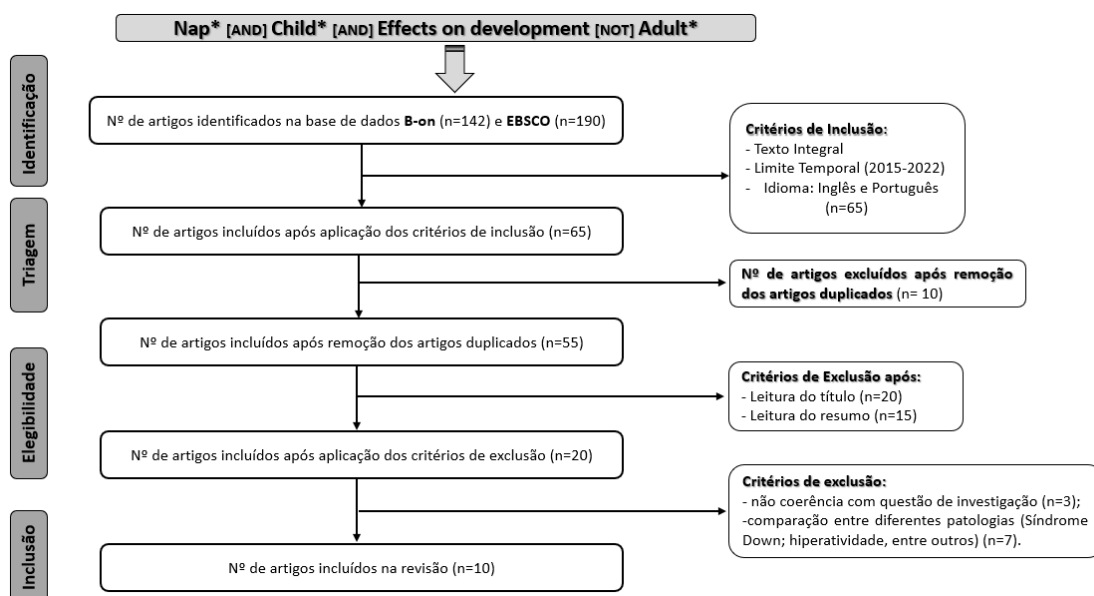 Nap* [AND] Child* [AND] Effects on development [NOT] Adult*
Identificação
Nº de artigos identificados na base de dados B-on (n=142) e EBSCO (n=190)
Critérios de Inclusão:
- Texto Integral
- Limite Temporal (2015-2022)
- Idioma: Inglês e Português
(n=65)
Triagem
Nº de artigos incluídos após aplicação dos critérios de inclusão (n=65)
Nº de artigos excluídos após remoção
dos artigos duplicados (n= 10)
Nº de artigos incluídos após remoção dos artigos duplicados (n=55)
Elegibilidade
Critérios de Exclusão após:
- Leitura do título (n=20)
- Leitura do resumo (n=15)
Nº de artigos incluídos após aplicação dos critérios de exclusão (n=20)
Critérios de exclusão:
- não coerência com questão de investigação (n=3);
-comparação entre diferentes patologias (Síndrome
Down; hiperatividade, entre outros) (n=7).
Inclusão
Nº de artigos incluídos na revisão (n=10)